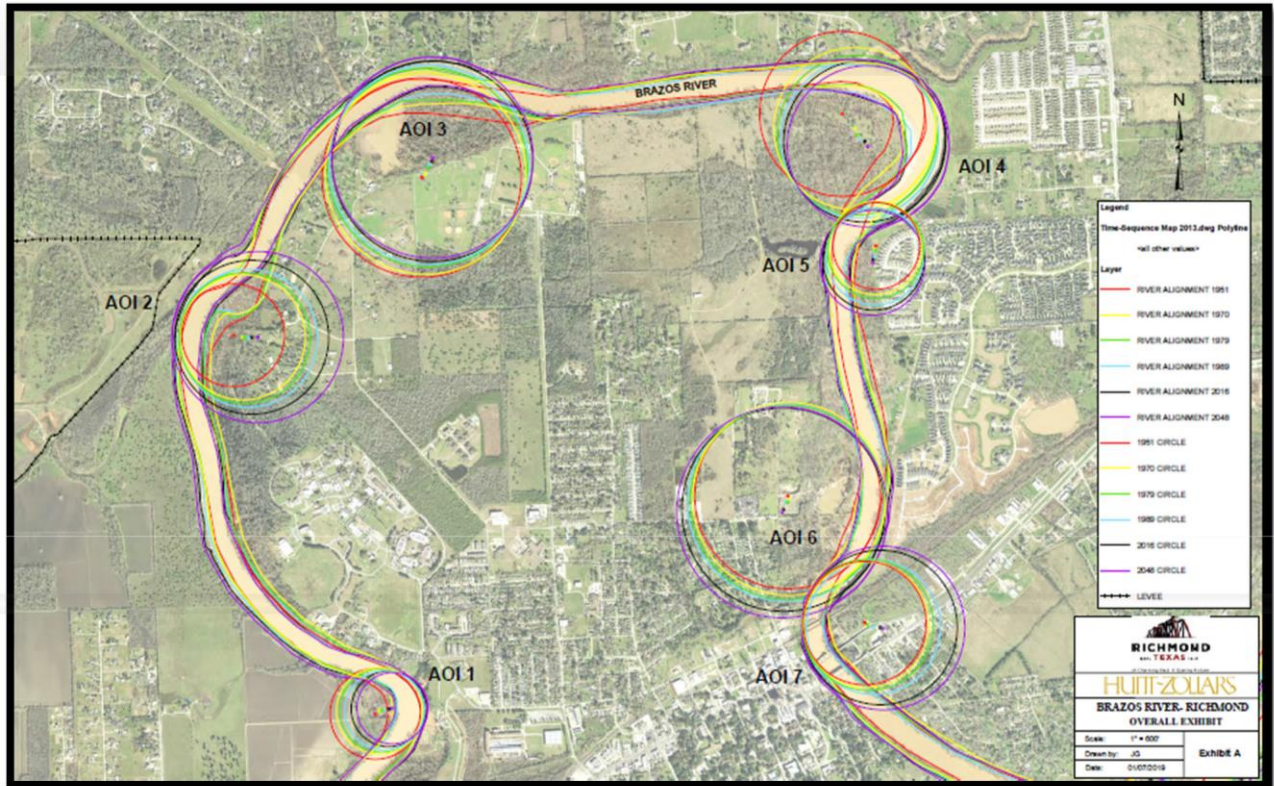 BRAZOS RIVER
N
AOI 3
AOI 4
AOI 5
AOI 2
AOI 6
AOI 7
AOI 1
Legend
Time-Sequence Map 2013.dwg Polyline
<all other values>
Layer
RIVER ALIGNMENT 1951
RIVER ALIGNMENT 1970
RIVER ALIGNMENT 1979
RIVER ALIGNMENT 1989
RIVER ALIGNMENT 2016
RIVER ALIGNMENT 2048
1951 CIRCLE
1970 CIRCLE
1979 CIRCLE
1989 CIRCLE
2016 CIRCLE
2048 CIRCLE
LEVEE
RICHMOND
TEXAS
HUNT-ZOLLARS
BRAZOS RIVER- RICHMOND
OVERALL EXHIBIT
Scale: 1" = 600'
Drawn by: JG
Date: 01/07/2019
Exhibit A